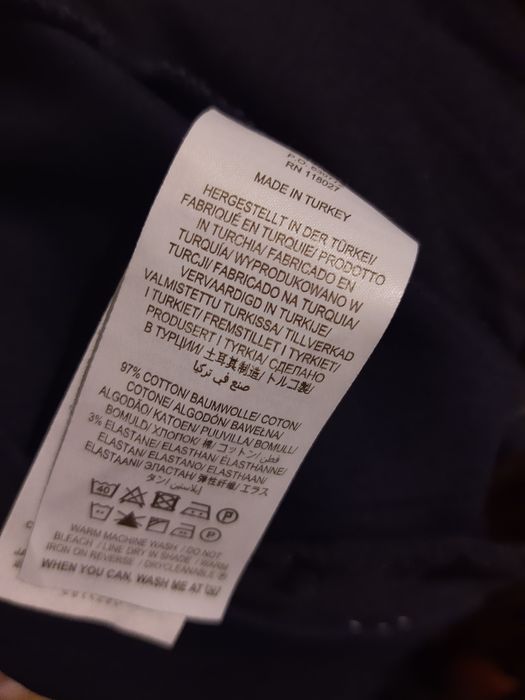 RN 118027
MADE IN TURKEY
HERGESTELLT IN DER TÜRKEI/
FABRIQUÉ EN TURQUIE/ PRODOTTO
IN TURCHIA/ FABRICADO EN
TURQUÍA/ WYPRODUKOWANO W
TURCJI/ FABRICADO NA TURQUIA/
VERVAARDIGD IN TURKIJE/
VALMISTETTU TURKISSA/ TILLVERKAD
I TURKIET/ FREMSTILLET I TYRKIET/
PRODUSERT I TYRKIA/ СДЕЛАНО
В ТУРЦИИ/ 土耳其制造/ トルコ製/
صنع في تركيا
97% COTTON/ BAUMWOLLE/ COTON/
COTONE/ ALGODÓN/ BAWEŁNA/
ALGODÃO/ KATOEN/ PUUVILLA/ BOMULL/
BOMULD/ ХЛОПОК/ 棉/ コットン/ قطن
3% ELASTANE/ ELASTHAN/ ÉLASTHANNE/
ELASTAN/ ELASTANO/ ELASTHAAN/
ELASTAANI/ ЭЛАСТАН/ 弹性纤维/ エラス
タン/ إيلاستين
40 P
P
WARM MACHINE WASH / DO NOT
BLEACH / LINE DRY IN SHADE / WARM
IRON ON REVERSE / DRYCLEANABLE Ⓟ
WHEN YOU CAN, WASH ME AT